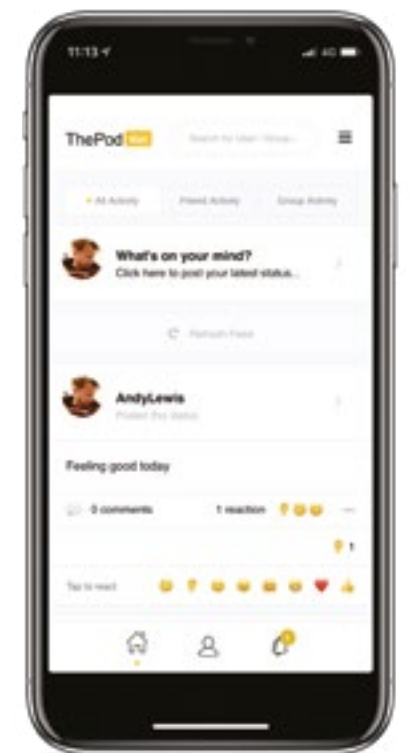 11:13
4G
ThePod
Search for User / Group...
All Activity
Friend Activity
Group Activity
What's on your mind?
Click here to post your latest status...
Refresh Feed
AndyLewis
Posted this status
Feeling good today
0 comments
1 reaction
1
Tap to react